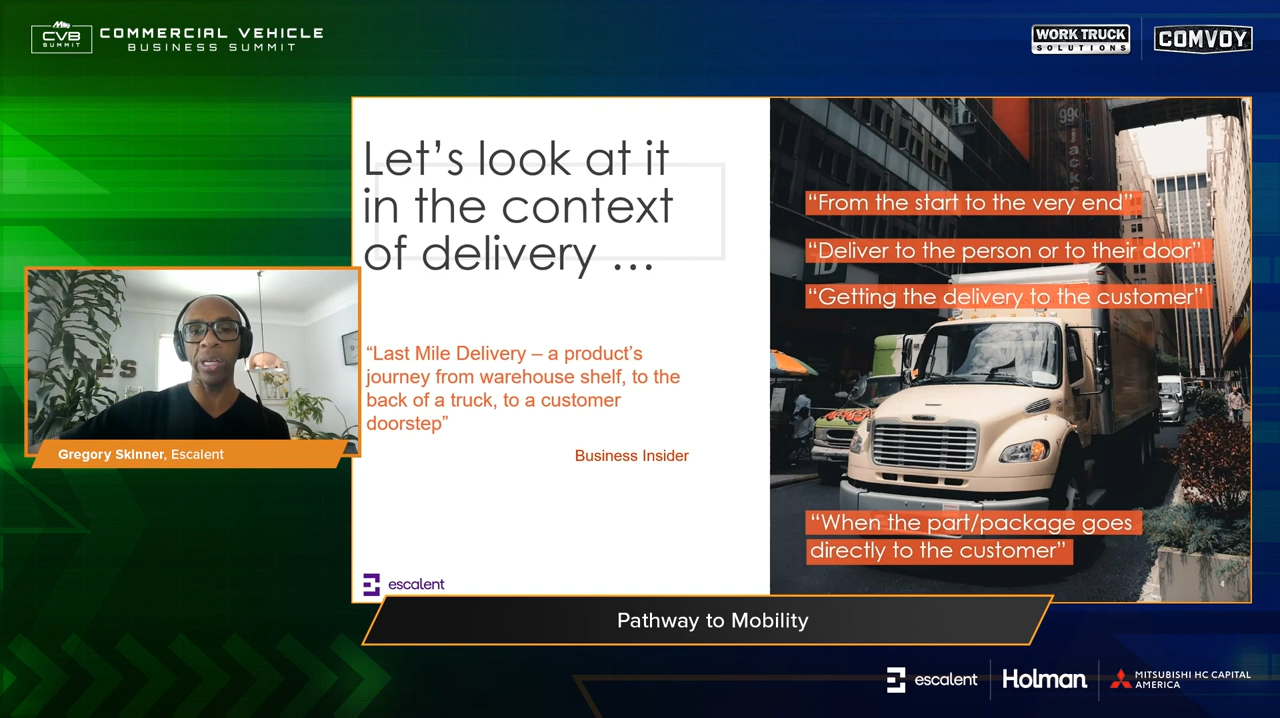 CVB
SUMMIT
COMMERCIAL VEHICLE
BUSINESS SUMMIT
WORK TRUCK
SOLUTIONS
COMVOY
Let’s look at it
in the context
of delivery ...
“Last Mile Delivery – a product’s
journey from warehouse shelf, to the
back of a truck, to a customer
doorstep”
Business Insider
escalent
“From the start to the very end”
“Deliver to the person or to their door”
“Getting the delivery to the customer”
“When the part/package goes
directly to the customer”
4
Gregory Skinner, Escalent
Pathway to Mobility
escalent
Holman
MITSUBISHI HC CAPITAL
AMERICA